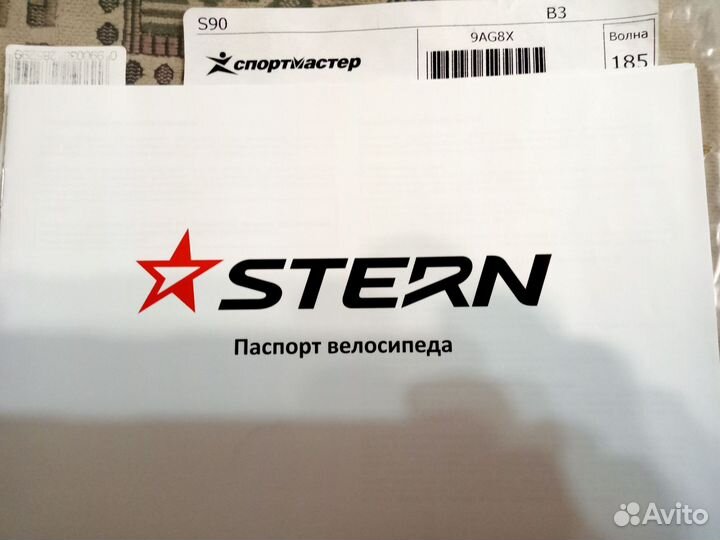 S90
B3
9AG8X
Волна
185
спортмастер
STERN
Паспорт велосипеда
Avito